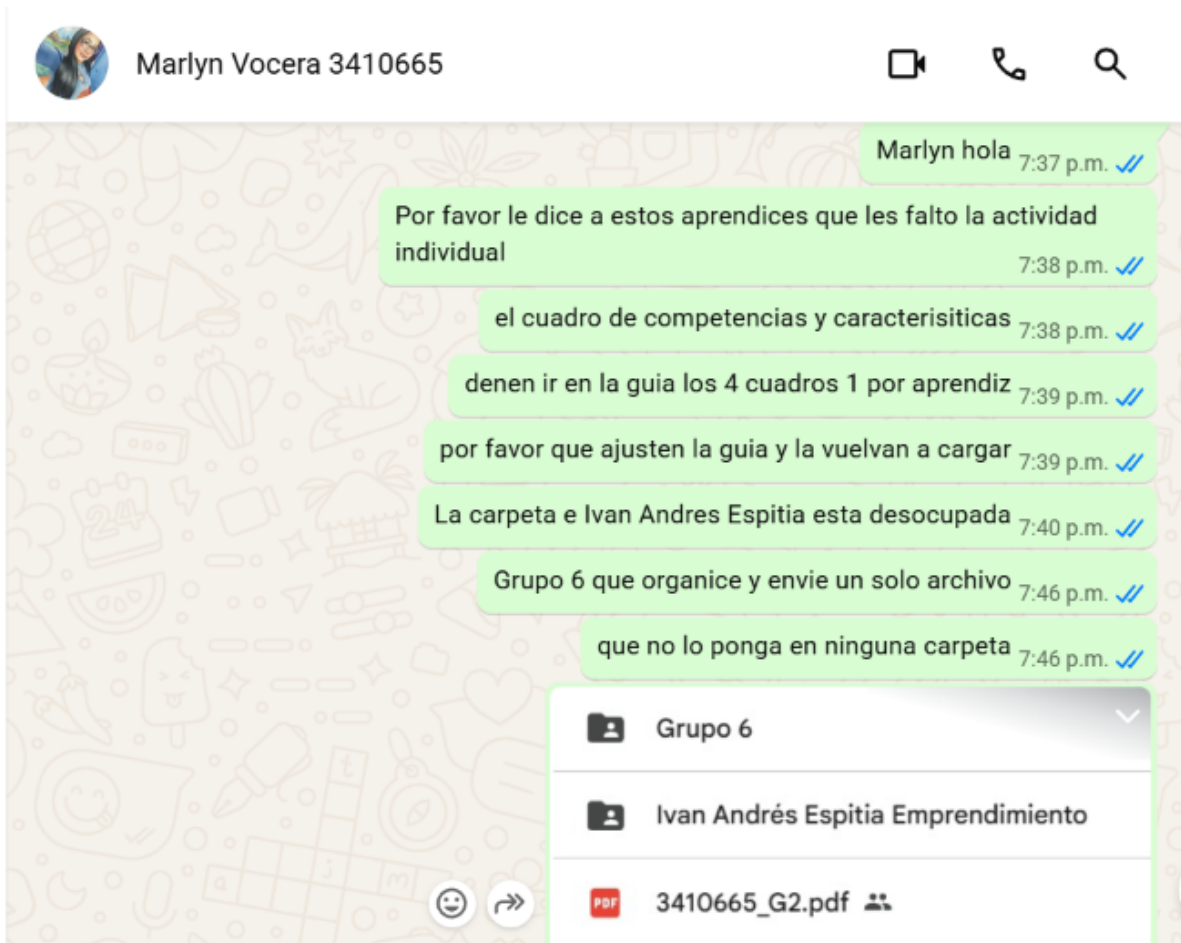 Marlyn Vocera 3410665
Marlyn hola 7:37 p.m.
Por favor le dice a estos aprendices que les falto la actividad
individual 7:38 p.m.
el cuadro de competencias y caracterisiticas 7:38 p.m.
denen ir en la guia los 4 cuadros 1 por aprendiz 7:39 p.m.
por favor que ajusten la guia y la vuelvan a cargar 7:39 p.m.
La carpeta e Ivan Andres Espitia esta desocupada 7:40 p.m.
Grupo 6 que organice y envie un solo archivo 7:46 p.m.
que no lo ponga en ninguna carpeta 7:46 p.m.
Grupo 6
Ivan Andrés Espitia Emprendimiento
PDF 3410665_G2.pdf